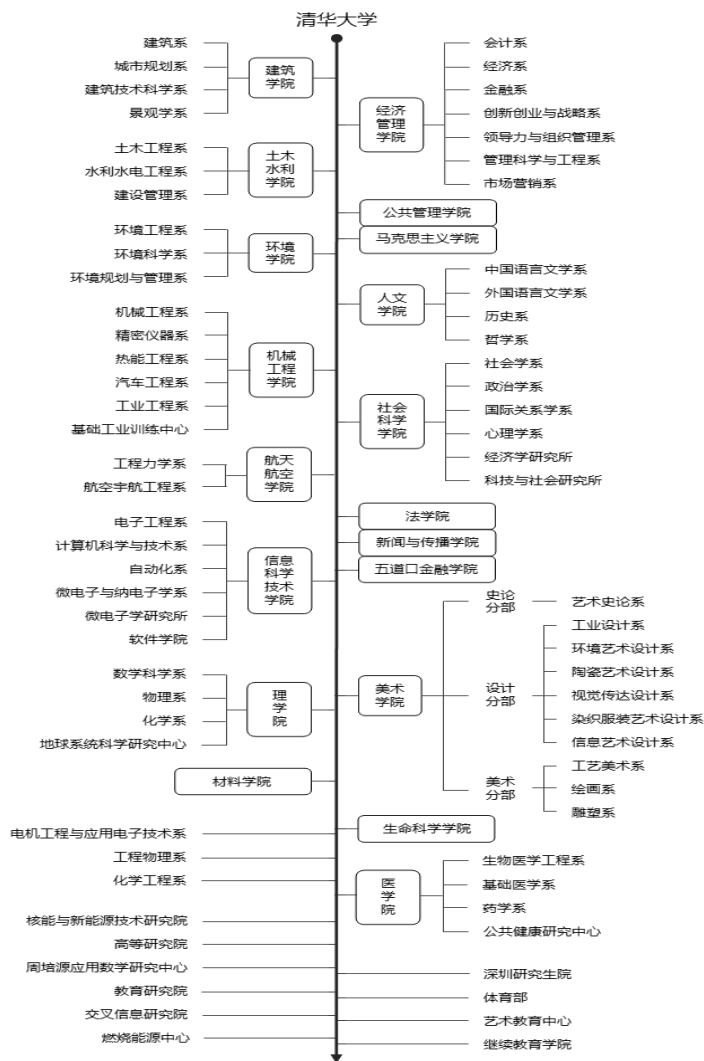 清华大学
建筑系
城市规划系
建筑技术科学系
景观学系
建筑
学院
土木工程系
水利水电工程系
建设管理系
土木
水利
学院
环境工程系
环境科学系
环境规划与管理系
环境
学院
机械工程系
精密仪器系
热能工程系
汽车工程系
工业工程系
基础工业训练中心
机械
工程
学院
工程力学系
航空宇航工程系
航天
航空
学院
电子工程系
计算机科学与技术系
自动化系
微电子与纳电子学系
微电子学研究所
软件学院
信息
科学
技术
学院
数学科学系
物理系
化学系
地球系统科学研究中心
理
学
院
材料学院
电机工程与应用电子技术系
工程物理系
化学工程系
核能与新能源技术研究院
高等研究院
周培源应用数学研究中心
教育研究院
交叉信息研究院
燃烧能源中心
经济
管理
学院
会计系
经济系
金融系
创新创业与战略系
领导力与组织管理系
管理科学与工程系
市场营销系
公共管理学院
马克思主义学院
人文
学院
中国语言文学系
外国语言文学系
历史系
哲学系
社会
科学
学院
社会学系
政治学系
国际关系学系
心理学系
经济学研究所
科技与社会研究所
法学院
新闻与传播学院
五道口金融学院
美术
学院
史论
分部
艺术史论系
设计
分部
工业设计系
环境艺术设计系
陶瓷艺术设计系
视觉传达设计系
染织服装艺术设计系
信息艺术设计系
美术
分部
工艺美术系
绘画系
雕塑系
生命科学学院
医
学
院
生物医学工程系
基础医学系
药学系
公共健康研究中心
深圳研究生院
体育部
艺术教育中心
继续教育学院